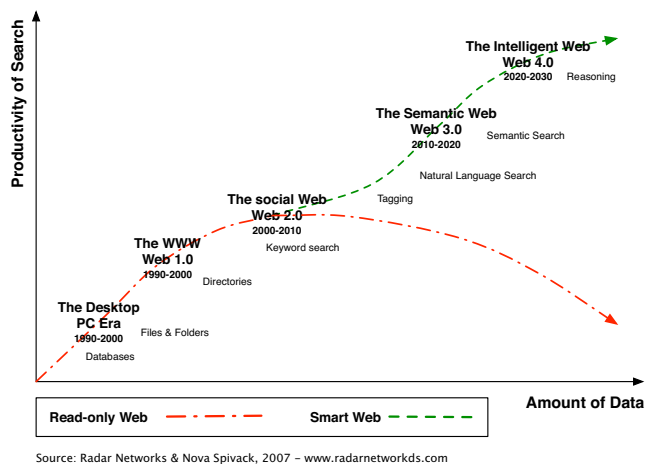 Productivity of Search
The Intelligent Web
Web 4.0
2020-2030
Reasoning
The Semantic Web
Web 3.0
2010-2020
Semantic Search
Natural Language Search
Tagging
The social Web
Web 2.0
2000-2010
Keyword search
The WWW
Web 1.0
1990-2000
Directories
The Desktop
PC Era
1990-2000
Files & Folders
Databases
Amount of Data
Read-only Web
Smart Web
Source: Radar Networks & Nova Spivack, 2007 – www.radarnetworkds.com